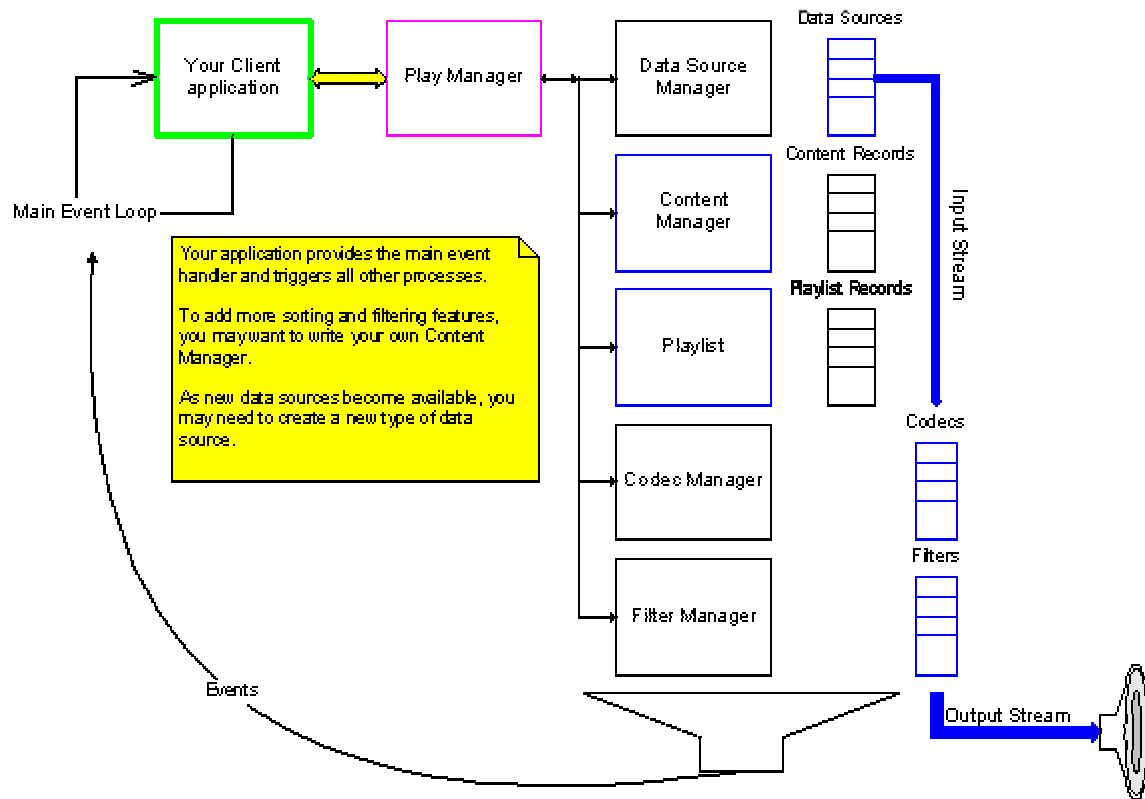 Data Sources
Your Client
application
Play Manager
Data Source
Manager
Content Records
Content
Manager
Input Stream
Main Event Loop
Your application provides the main event
handler and triggers all other processes.
To add more sorting and filtering features,
you may want to write your own Content
Manager.
As new data sources become available, you
may need to create a new type of data
source.
Playlist Records
Playlist
Codecs
Codec Manager
Filters
Filter Manager
Events
Output Stream